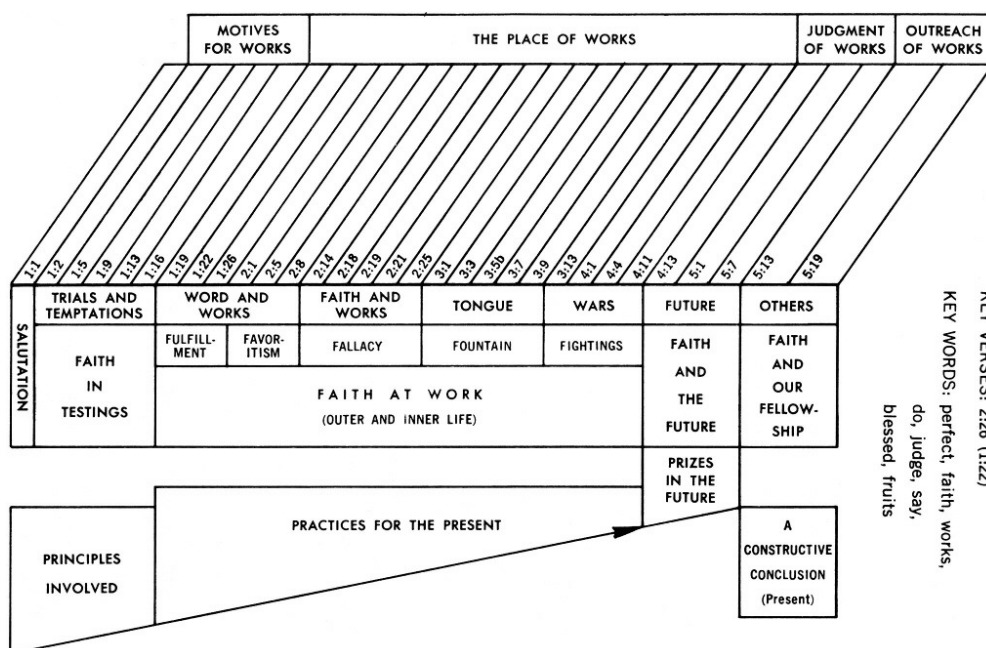 MOTIVES
FOR WORKS
THE PLACE OF WORKS
JUDGMENT
OF WORKS
OUTREACH
OF WORKS
1:1
1:2
1:5
1:9
1:13
1:16
1:19
1:22
1:26
2:1
2:5
2:8
2:14
2:18
2:19
2:21
2:25
3:1
3:3
3:5b
3:7
3:9
3:13
4:1
4:4
4:11
4:13
5:1
5:7
5:13
5:19
SALUTATION
TRIALS AND
TEMPTATIONS
WORD AND
WORKS
FAITH AND
WORKS
TONGUE
WARS
FUTURE
OTHERS
FAITH
IN
TESTINGS
FULFILL-
MENT
FAVOR-
ITISM
FALLACY
FOUNTAIN
FIGHTINGS
FAITH AT WORK
(OUTER AND INNER LIFE)
FAITH
AND
THE
FUTURE
FAITH
AND
OUR
FELLOW-
SHIP
PRIZES
IN THE
FUTURE
PRINCIPLES
INVOLVED
PRACTICES FOR THE PRESENT
A
CONSTRUCTIVE
CONCLUSION
(Present)
KEY VERSES: 2:26 (1:22)
KEY WORDS: perfect, faith, works,
do, judge, say,
blessed, fruits